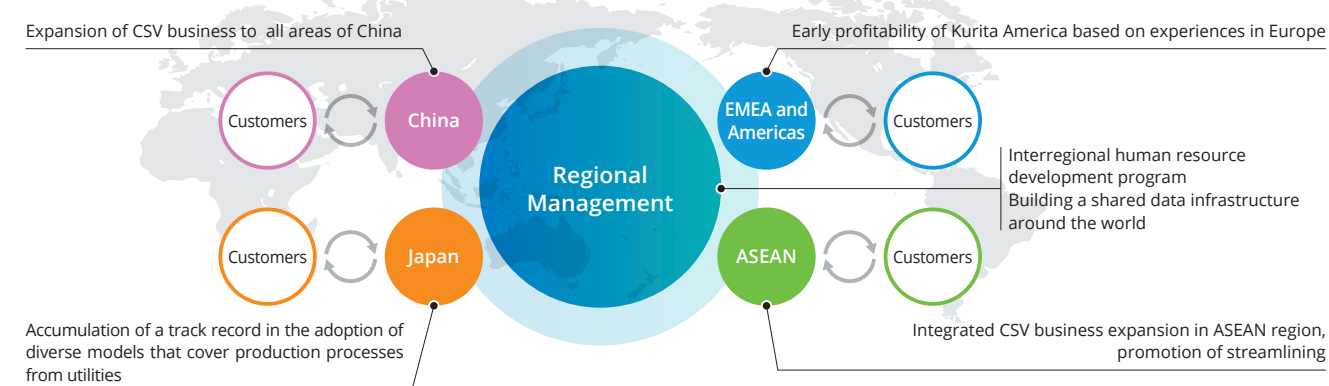 Expansion of CSV business to all areas of China
Early profitability of Kurita America based on experiences in Europe
Customers
China
EMEA and
Americas
Customers
Regional
Management
Interregional human resource
development program
Building a shared data infrastructure
around the world
Customers
Japan
ASEAN
Customers
Accumulation of a track record in the adoption of
diverse models that cover production processes
from utilities
Integrated CSV business expansion in ASEAN region,
promotion of streamlining